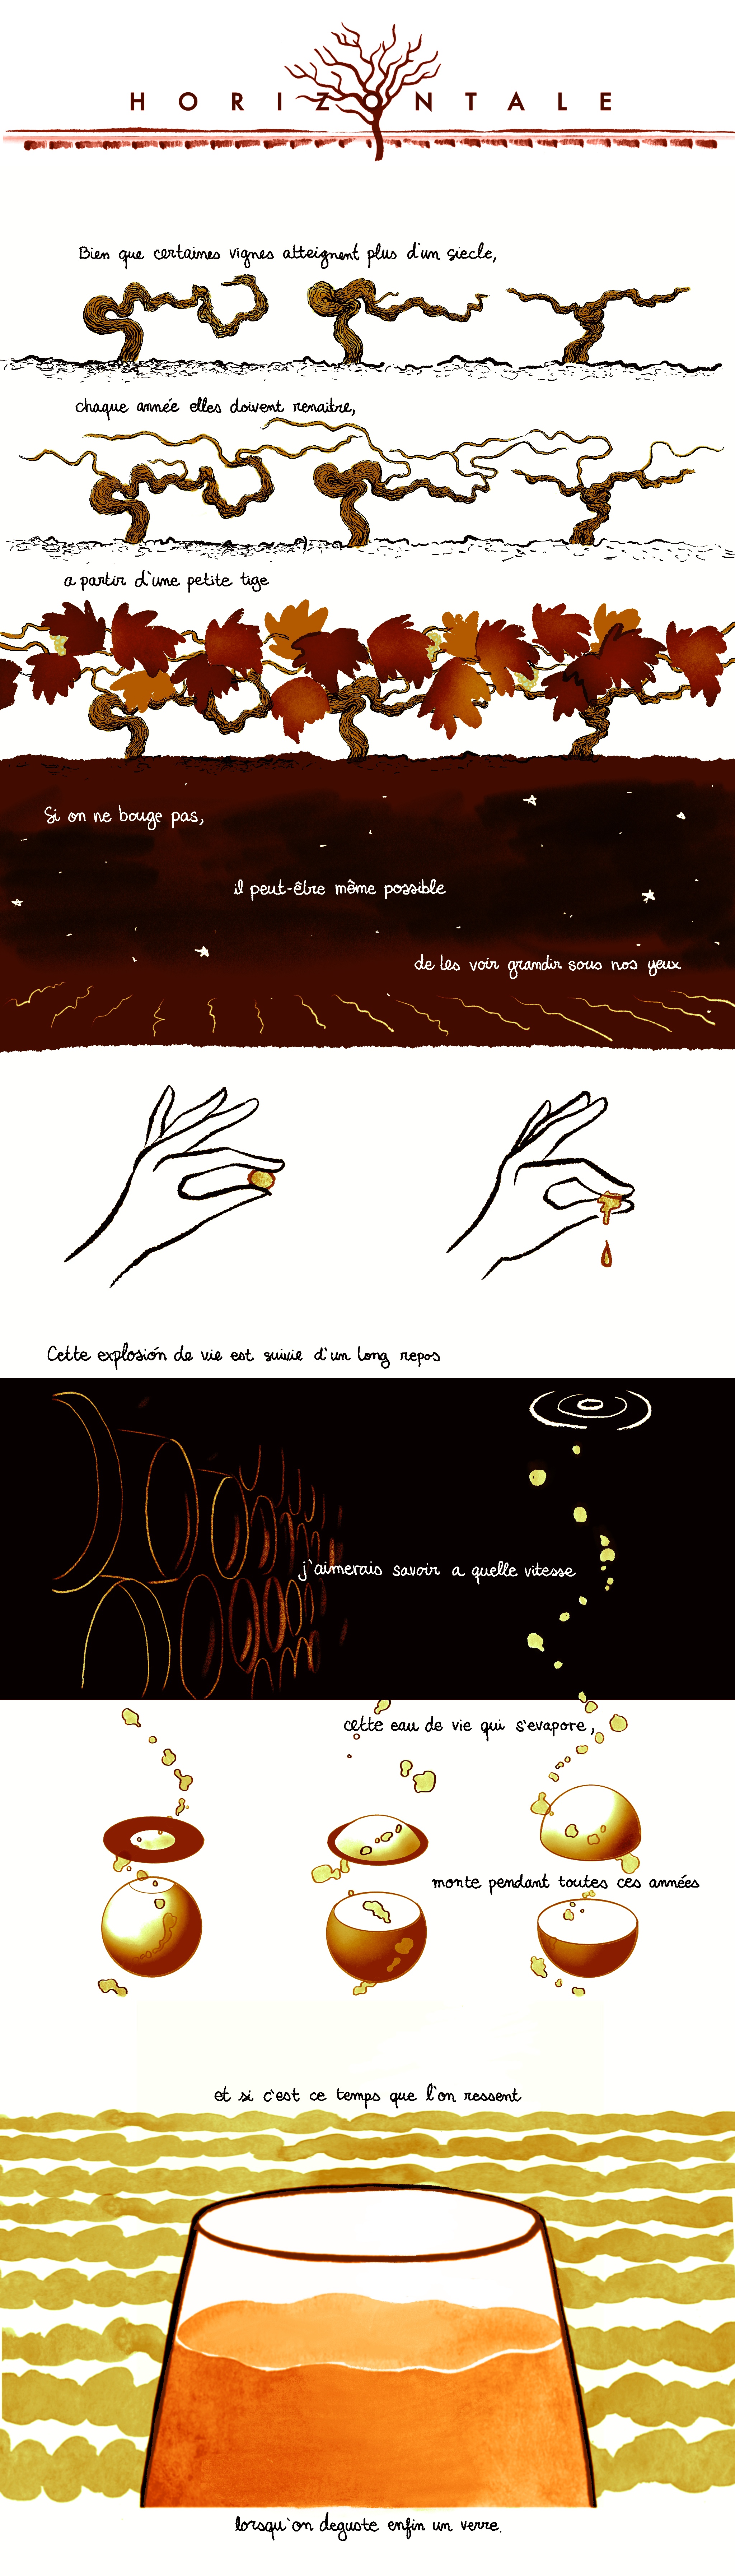 HORIZONTALE
Bien que certaines vignes atteignent plus d'un siecle,
chaque année elles doivent renaitre,
a partir d'une petite tige
Si on ne bouge pas,
il peut-être même possible
de les voir grandir sous nos yeux
Cette explosión de vie est suivie d'un long repos
j'aimerais savoir a quelle vitesse
cette eau de vie qui s'evapore,
monte pendant toutes ces années
et si c'est ce temps que l'on ressent
lorsqu'on deguste enfin un verre.